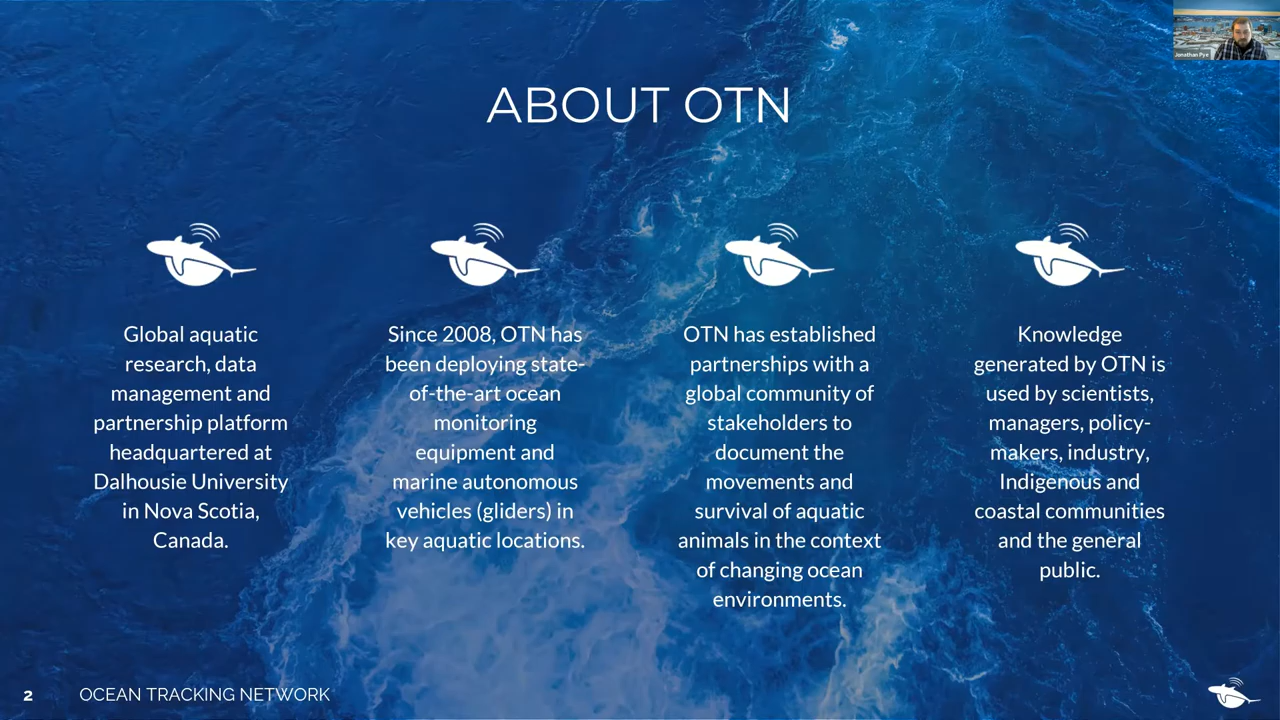 Jonathan Pye
ABOUT OTN
Global aquatic
research, data
management and
partnership platform
headquartered at
Dalhousie University
in Nova Scotia,
Canada.
Since 2008, OTN has
been deploying state-
of-the-art ocean
monitoring
equipment and
marine autonomous
vehicles (gliders) in
key aquatic locations.
OTN has established
partnerships with a
global community of
stakeholders to
document the
movements and
survival of aquatic
animals in the context
of changing ocean
environments.
Knowledge
generated by OTN is
used by scientists,
managers, policy-
makers, industry,
Indigenous and
coastal communities
and the general
public.
2 OCEAN TRACKING NETWORK